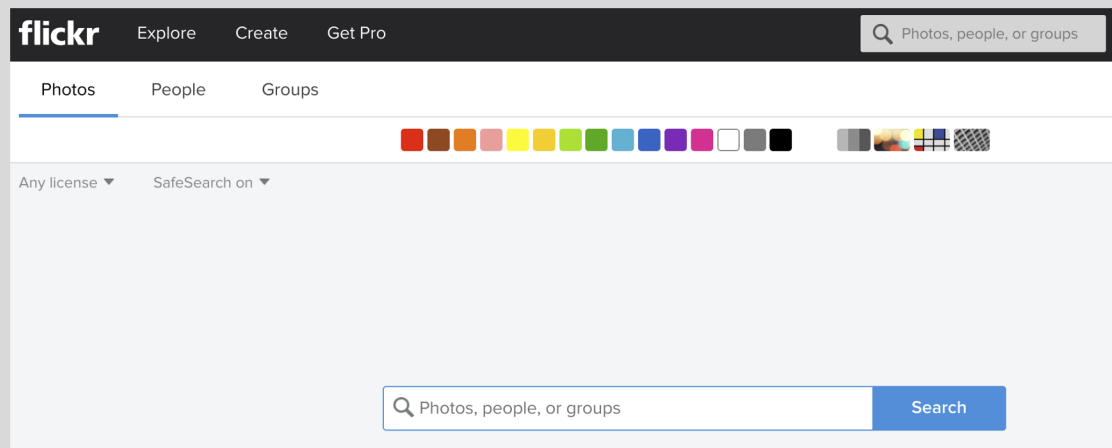 flickr Explore Create Get Pro Photos, people, or groups
Photos People Groups
Any license SafeSearch on
Photos, people, or groups Search